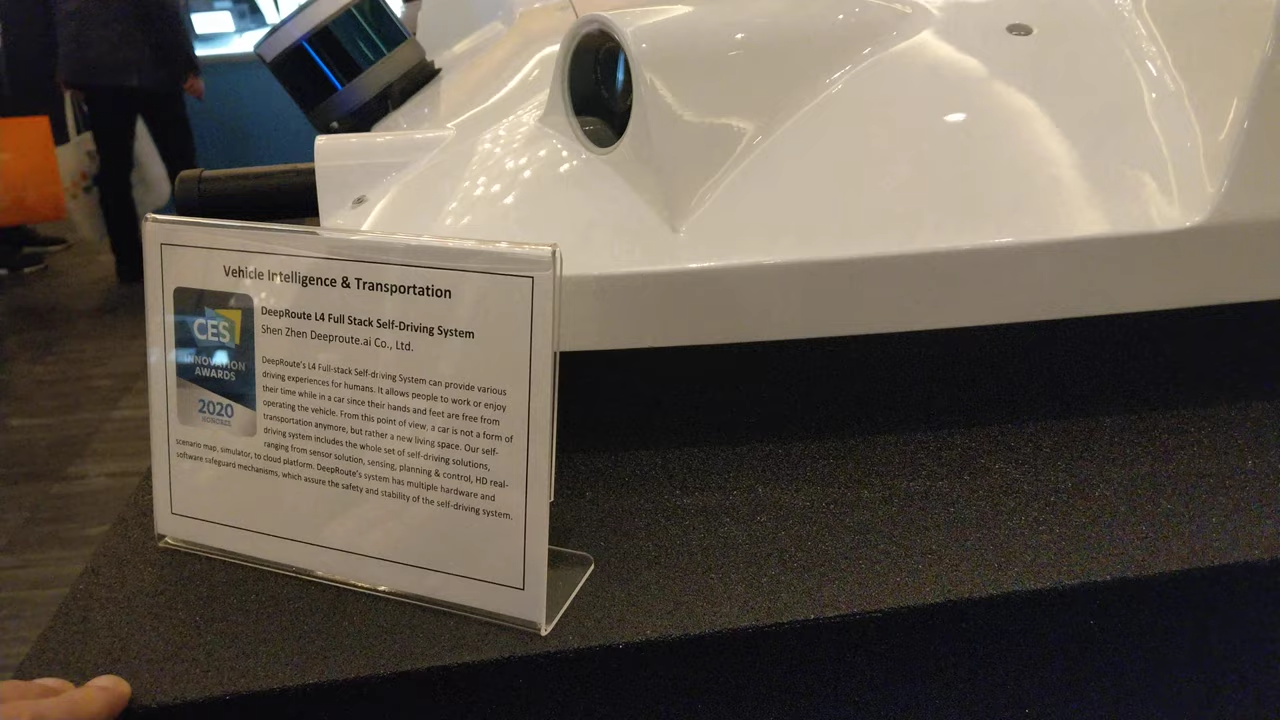 Vehicle Intelligence & Transportation
CES
INNOVATION
AWARDS
2020
HONOREE
DeepRoute L4 Full Stack Self-Driving System
Shen Zhen Deeproute.ai Co., Ltd.
DeepRoute's L4 Full-stack Self-driving System can provide various
driving experiences for humans. It allows people to work or enjoy
their time while in a car since their hands and feet are free from
operating the vehicle. From this point of view, a car is not a form of
transportation anymore, but rather a new living space. Our self-
driving system includes the whole set of self-driving solutions,
ranging from sensor solution, sensing, planning & control, HD real-
scenario map, simulator, to cloud platform. DeepRoute's system has multiple hardware and
software safeguard mechanisms, which assure the safety and stability of the self-driving system.